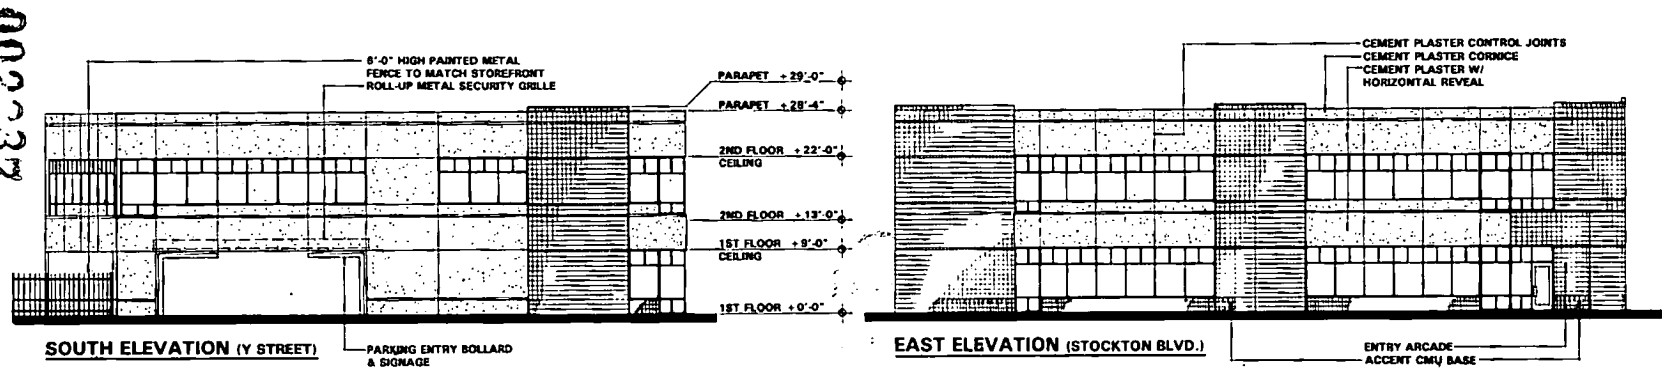 6'-0" HIGH PAINTED METAL
FENCE TO MATCH STOREFRONT
ROLL-UP METAL SECURITY GRILLE
PARAPET + 29'-0"
PARAPET + 28'-4"
2ND FLOOR + 22'-0"
CEILING
2ND FLOOR + 13'-0"
1ST FLOOR + 9'-0"
CEILING
1ST FLOOR + 0'-0"
SOUTH ELEVATION (Y STREET)
PARKING ENTRY BOLLARD
& SIGNAGE
CEMENT PLASTER CONTROL JOINTS
CEMENT PLASTER CORNICE
CEMENT PLASTER W/
HORIZONTAL REVEAL
EAST ELEVATION (STOCKTON BLVD.)
ENTRY ARCADE
ACCENT CMU BASE